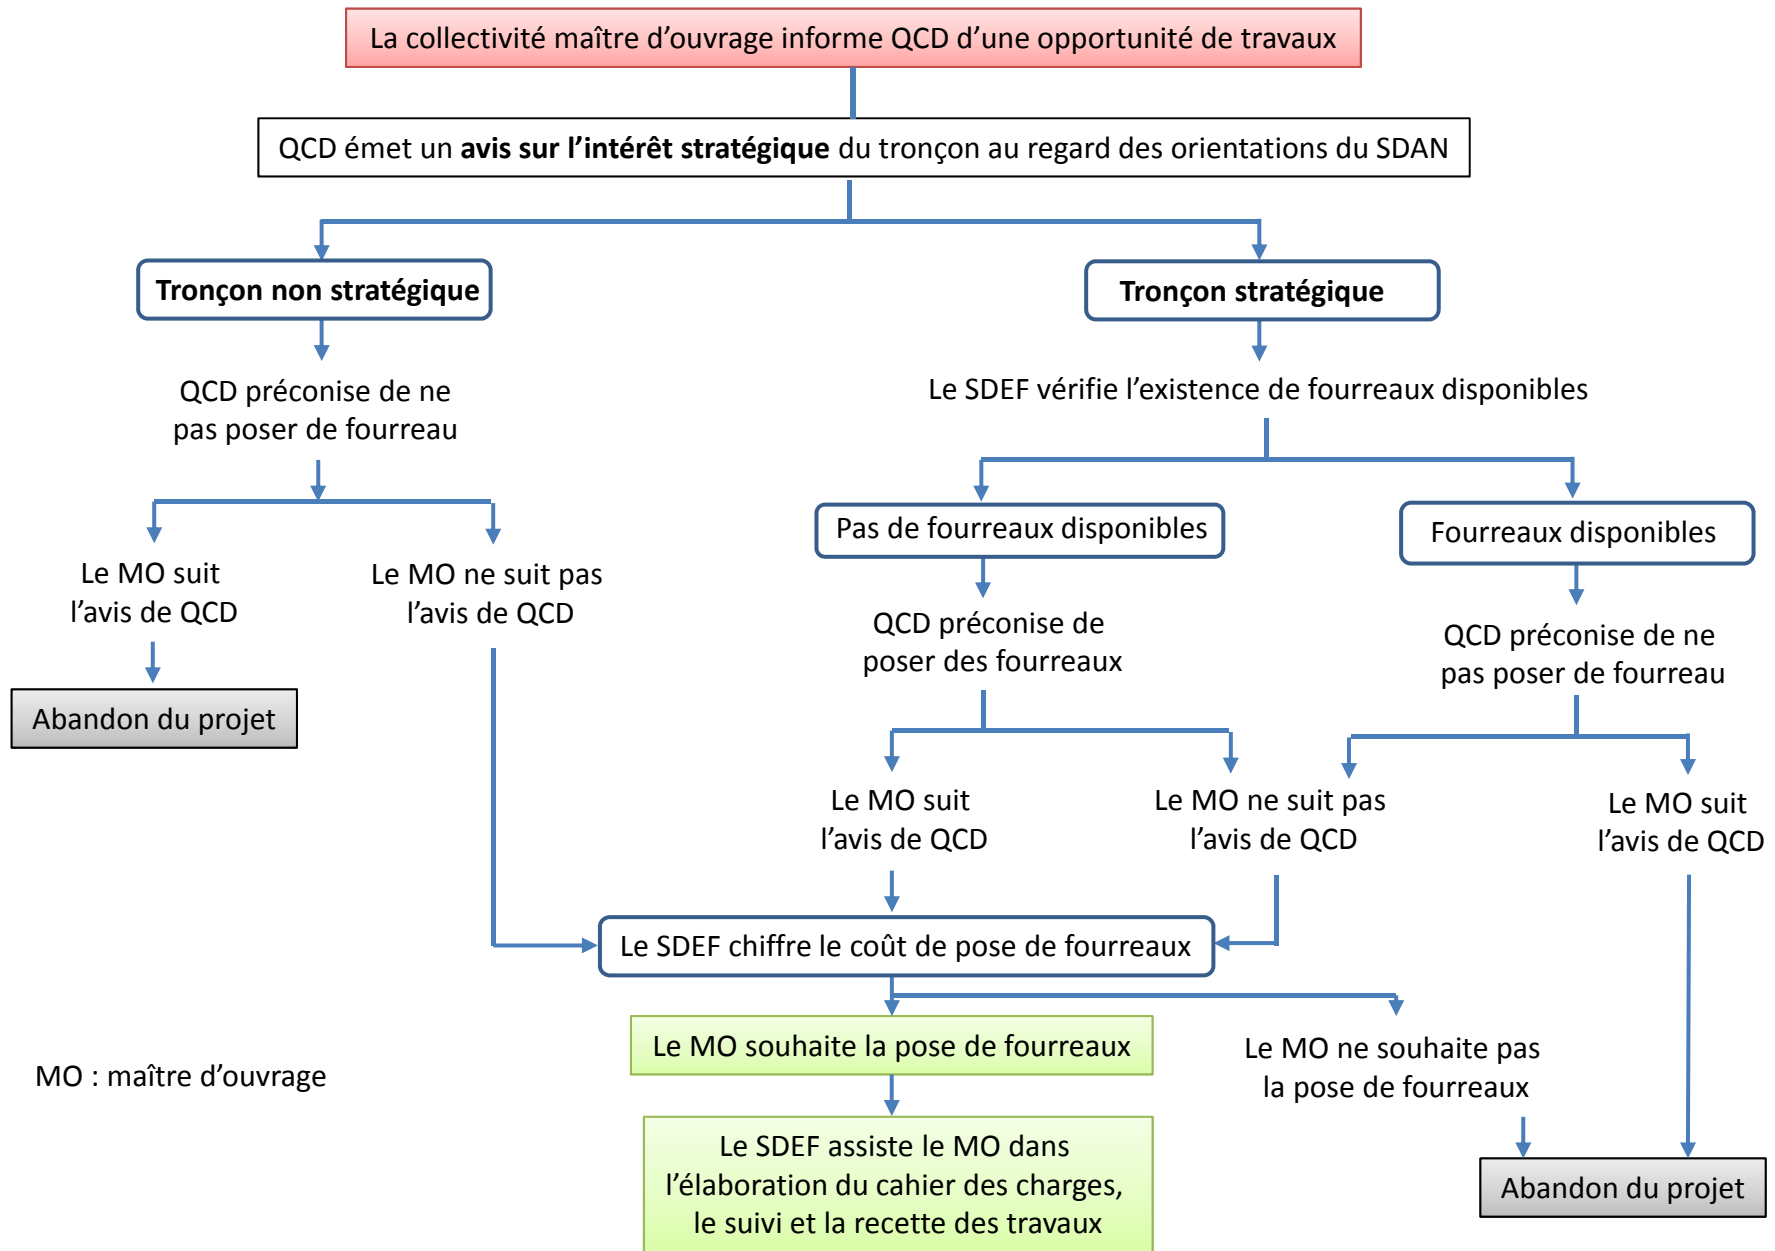 La collectivité maître d’ouvrage informe QCD d’une opportunité de travaux
QCD émet un avis sur l’intérêt stratégique du tronçon au regard des orientations du SDAN
Tronçon non stratégique
Tronçon stratégique
QCD préconise de ne
pas poser de fourreau
Le SDEF vérifie l’existence de fourreaux disponibles
Pas de fourreaux disponibles
Fourreaux disponibles
Le MO suit
l’avis de QCD
Le MO ne suit pas
l’avis de QCD
QCD préconise de
poser des fourreaux
QCD préconise de ne
pas poser de fourreau
Abandon du projet
Le MO suit
l’avis de QCD
Le MO ne suit pas
l’avis de QCD
Le MO suit
l’avis de QCD
Le SDEF chiffre le coût de pose de fourreaux
Le MO souhaite la pose de fourreaux
Le MO ne souhaite pas
la pose de fourreaux
MO : maître d’ouvrage
Le SDEF assiste le MO dans
l’élaboration du cahier des charges,
le suivi et la recette des travaux
Abandon du projet